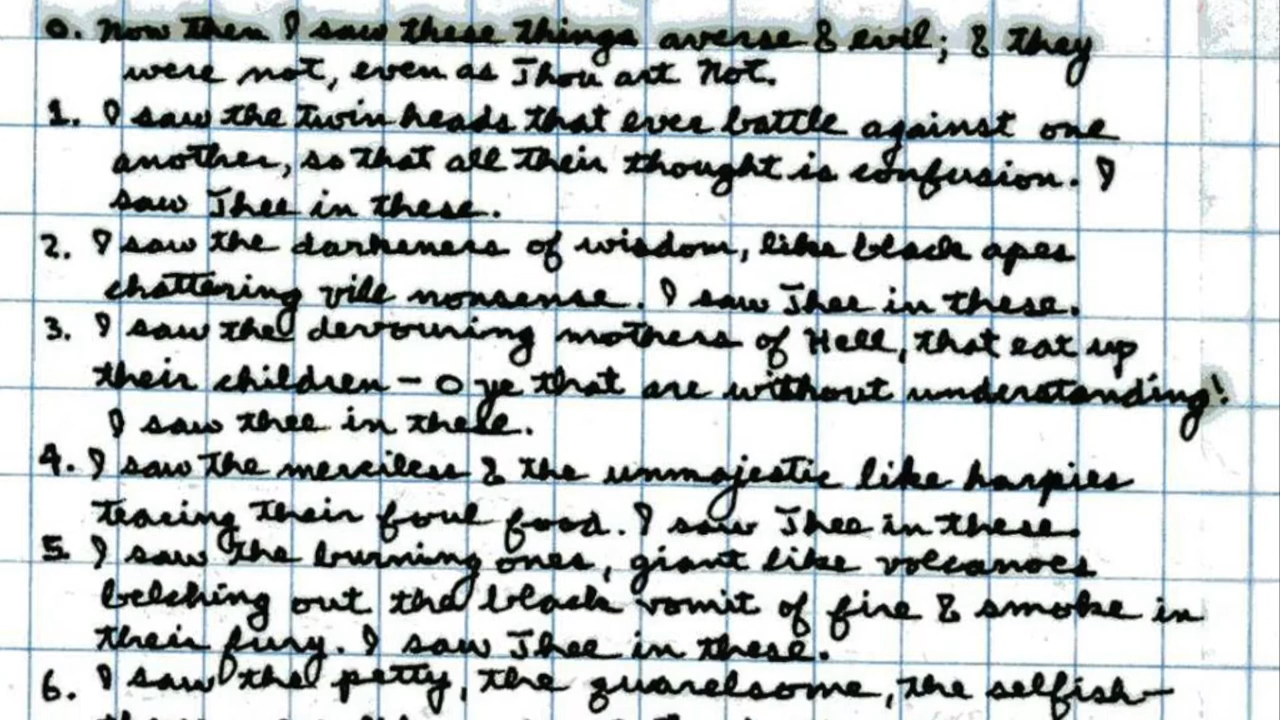 0. Now then I saw these things averse & evil; & they
were not, even as Thou art Not.
1. I saw the twin heads that ever battle against one
another, so that all their thought is confusion. I
saw Thee in these.
2. I saw the darkeners of wisdom, like black apes
chattering vile nonsense. I saw Thee in these.
3. I saw the devouring mothers of Hell, that eat up
their children - O ye that are without understanding!
I saw thee in these.
4. I saw the merciless & the unmajestic like harpies
tearing their foul food. I saw Thee in these.
5. I saw the burning ones, giant like volcanoes
belching out the black vomit of fire & smoke in
their fury. I saw Thee in these.
6. I saw the petty, the quarelsome, the selfish-